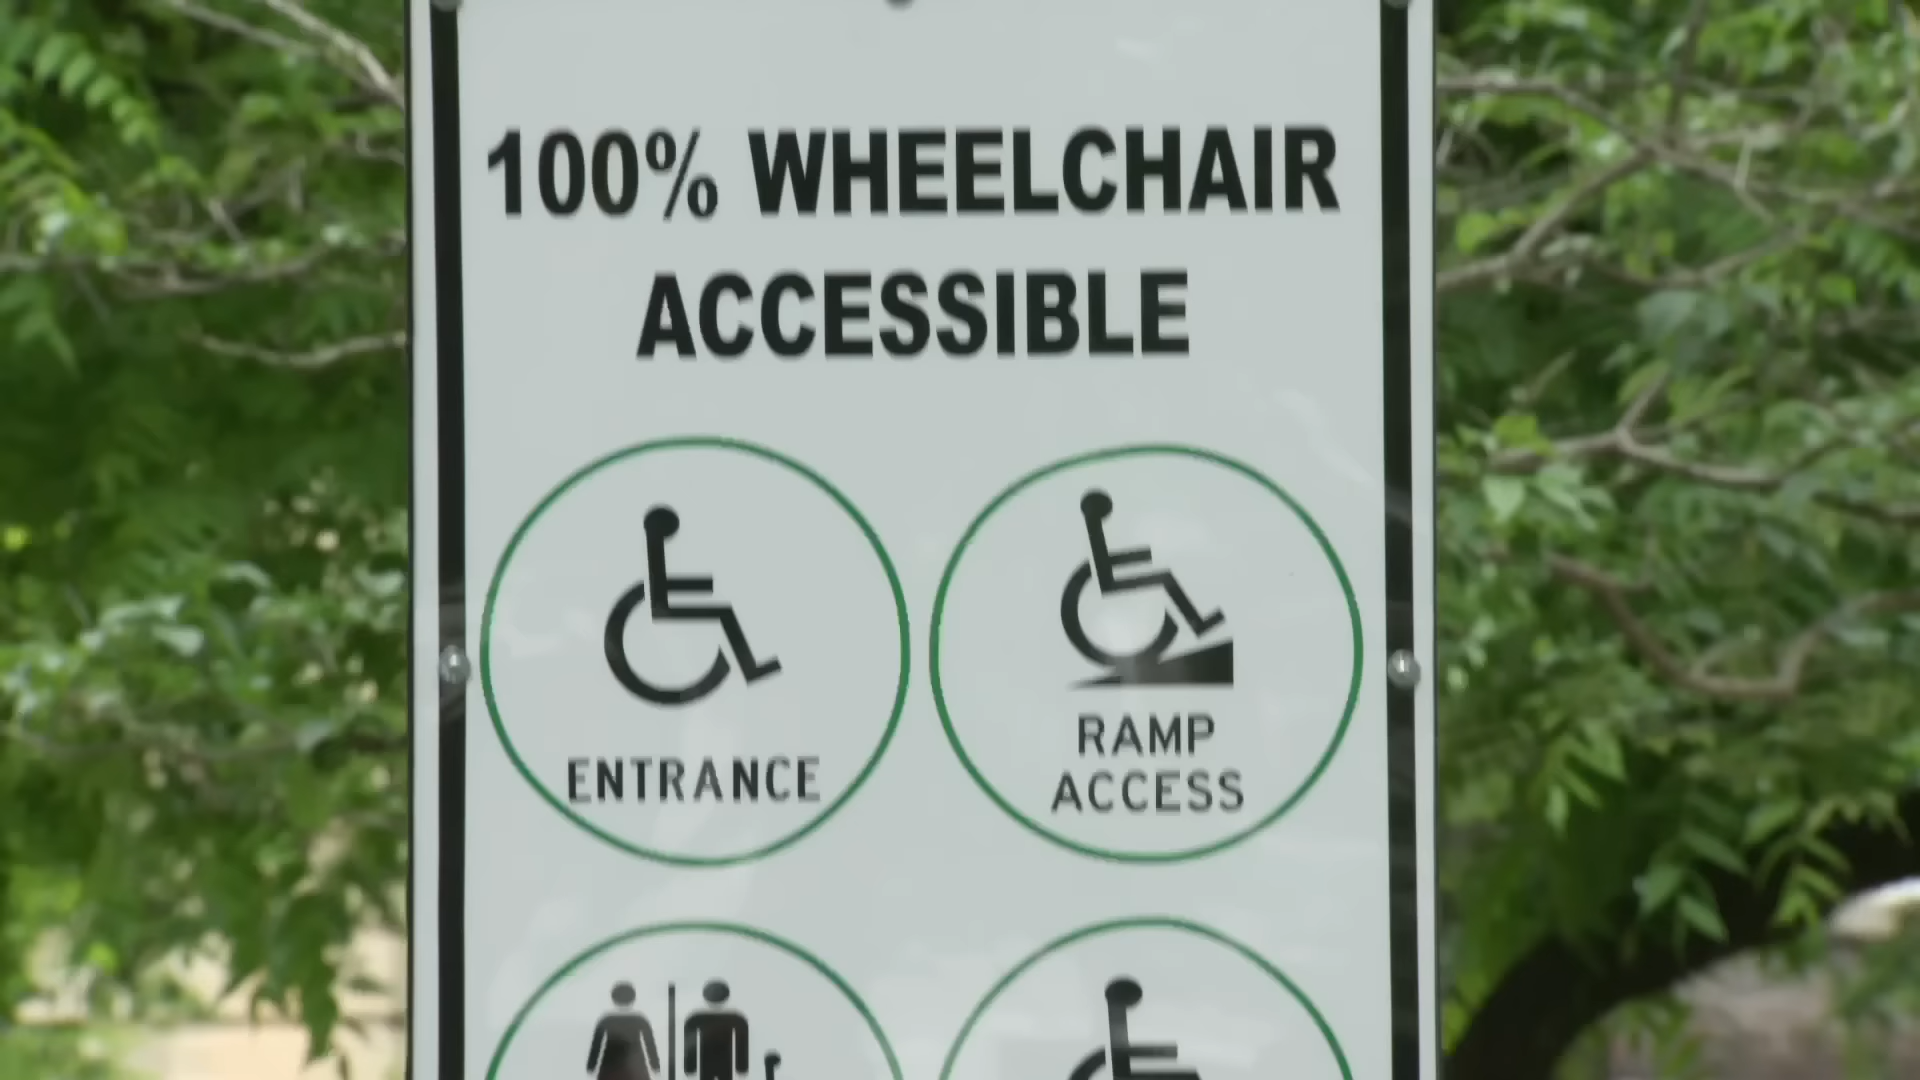 100% WHEELCHAIR
ACCESSIBLE
ENTRANCE
RAMP
ACCESS